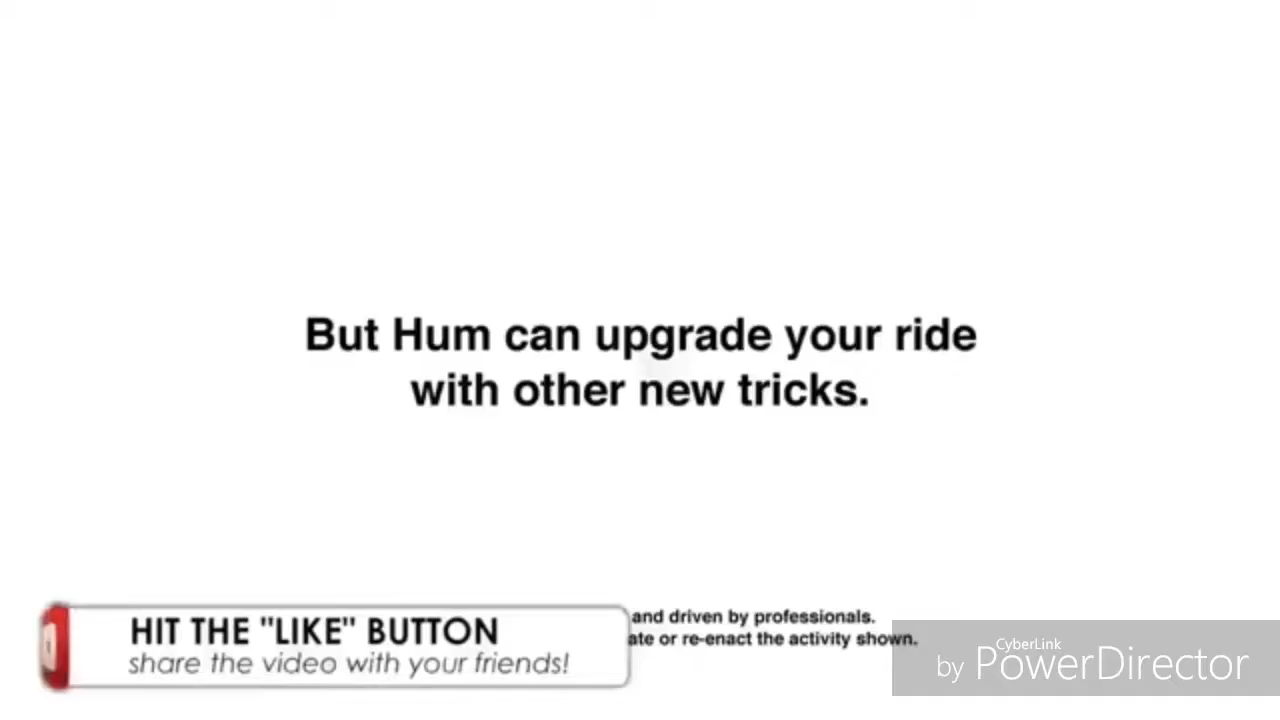 But Hum can upgrade your ride
with other new tricks.
HIT THE "LIKE" BUTTON
share the video with your friends!
and driven by professionals.
or re-enact the activity shown.
CyberLink
by PowerDirector